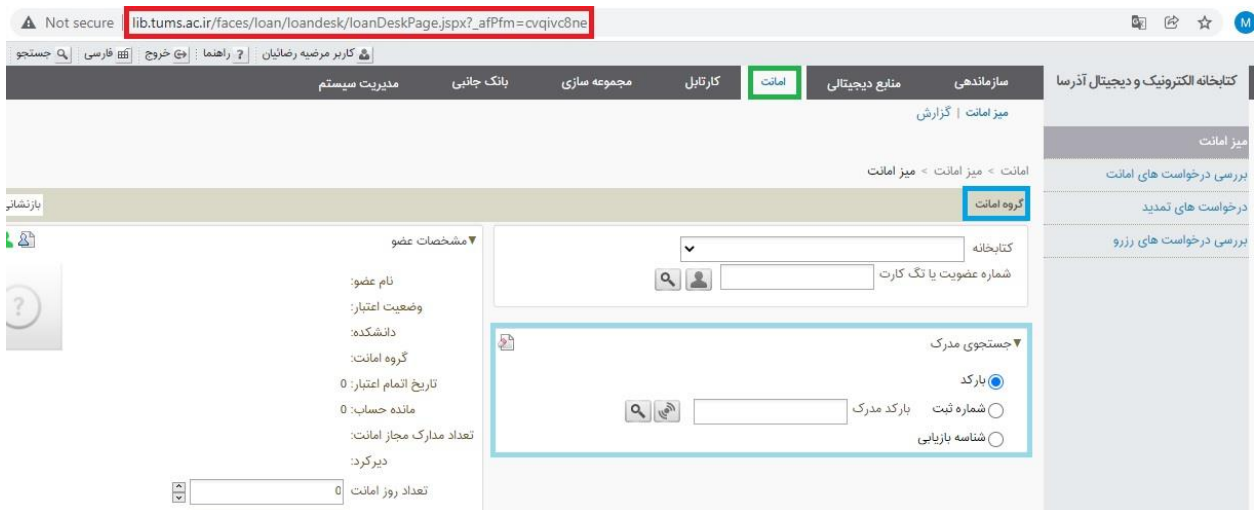 Not secure | lib.tums.ac.ir/faces/loan/loandesk/loanDeskPage.jspx?_afPfm=cvqivc8ne
M
کاربر مرضیه رضائیان | راهنما | خروج | فارسی | جستجو
کتابخانه الکترونیک و دیجیتال آذرسا
سازماندهی منابع دیجیتالی امانت کارتابل مجموعه سازی بانک جانبی مدیریت سیستم
میز امانت | گزارش
میز امانت
بررسی درخواست های امانت
درخواست های تمدید
بررسی درخواست های رزرو
امانت > میز امانت > میز امانت
گروه امانت
بازنشانی
کتابخانه
شماره عضویت یا تگ کارت
جستجوی مدرک
بارکد
شماره ثبت بارکد مدرک
شناسه بازیابی
مشخصات عضو
نام عضو:
وضعیت اعتبار:
دانشکده:
گروه امانت:
تاریخ اتمام اعتبار: 0
مانده حساب: 0
تعداد مدارک مجاز امانت:
دیرکرد:
تعداد روز امانت 0